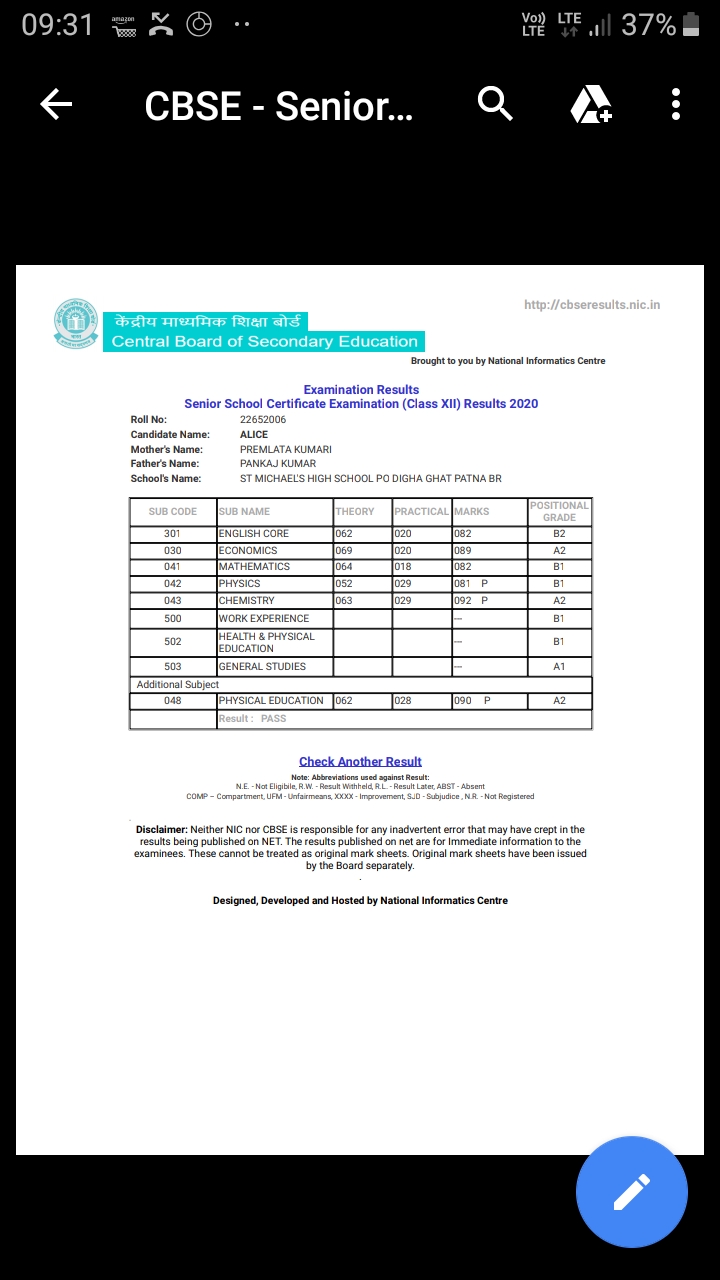 09:31 amazon Vo)) LTE LTE 37%
CBSE - Senior...
http://cbseresults.nic.in
केंद्रीय माध्यमिक शिक्षा बोर्ड
Central Board of Secondary Education
Brought to you by National Informatics Centre
Examination Results
Senior School Certificate Examination (Class XII) Results 2020
Roll No: 22652006
Candidate Name: ALICE
Mother's Name: PREMLATA KUMARI
Father's Name: PANKAJ KUMAR
School's Name: ST MICHAEL'S HIGH SCHOOL PO DIGHA GHAT PATNA BR
SUB CODE SUB NAME THEORY PRACTICAL MARKS POSITIONAL GRADE
301 ENGLISH CORE 062 020 082 B2
030 ECONOMICS 069 020 089 A2
041 MATHEMATICS 064 018 082 B1
042 PHYSICS 052 029 081 P B1
043 CHEMISTRY 063 029 092 P A2
500 WORK EXPERIENCE --- B1
502 HEALTH & PHYSICAL EDUCATION --- B1
503 GENERAL STUDIES --- A1
Additional Subject
048 PHYSICAL EDUCATION 062 028 090 P A2
Result : PASS
Check Another Result
Note: Abbreviations used against Result:
N.E. - Not Eligibile, R.W. - Result Withheld, R.L. - Result Later, ABST - Absent
COMP – Compartment, UFM - Unfairmeans, XXXX - Improvement, SJD - Subjudice , N.R. - Not Registered
Disclaimer: Neither NIC nor CBSE is responsible for any inadvertent error that may have crept in the
results being published on NET. The results published on net are for Immediate information to the
examinees. These cannot be treated as original mark sheets. Original mark sheets have been issued
by the Board separately.
Designed, Developed and Hosted by National Informatics Centre